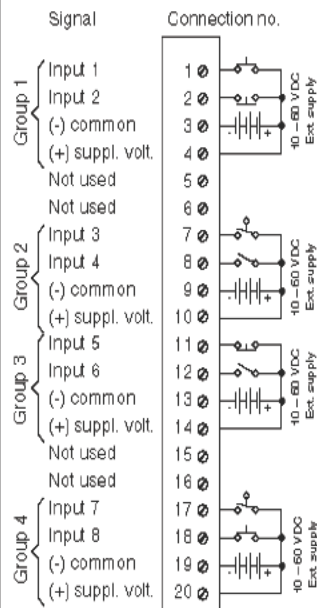 Signal Connection no.
Group 1
Input 1 1
Input 2 2
(-) common 3
(+) suppl. volt. 4
10 – 60 VDC
Ext. supply
Not used 5
Not used 6
Group 2
Input 3 7
Input 4 8
(-) common 9
(+) suppl. volt. 10
10 – 60 VDC
Ext. supply
Group 3
Input 5 11
Input 6 12
(-) common 13
(+) suppl. volt. 14
10 – 60 VDC
Ext. supply
Not used 15
Not used 16
Group 4
Input 7 17
Input 8 18
(-) common 19
(+) suppl. volt. 20
10 – 60 VDC
Ext. supply